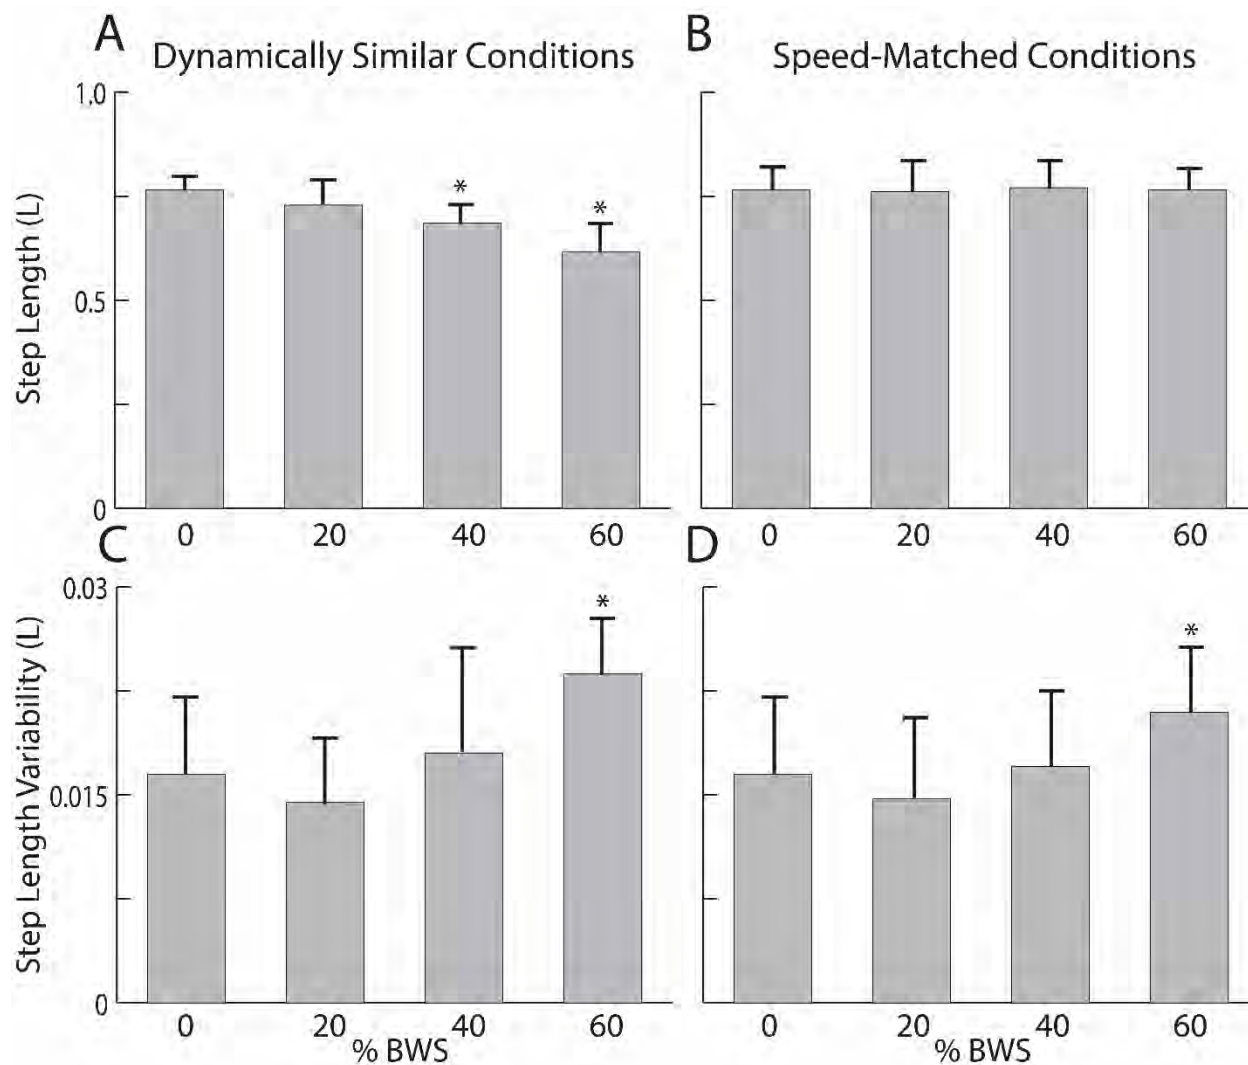 A
Dynamically Similar Conditions
B
Speed-Matched Conditions
Step Length (L)
1.0
0.5
0
*
*
0 20 40 60
0 20 40 60
C
D
Step Length Variability (L)
0.03
0.015
0
*
*
0 20 40 60
0 20 40 60
% BWS
% BWS